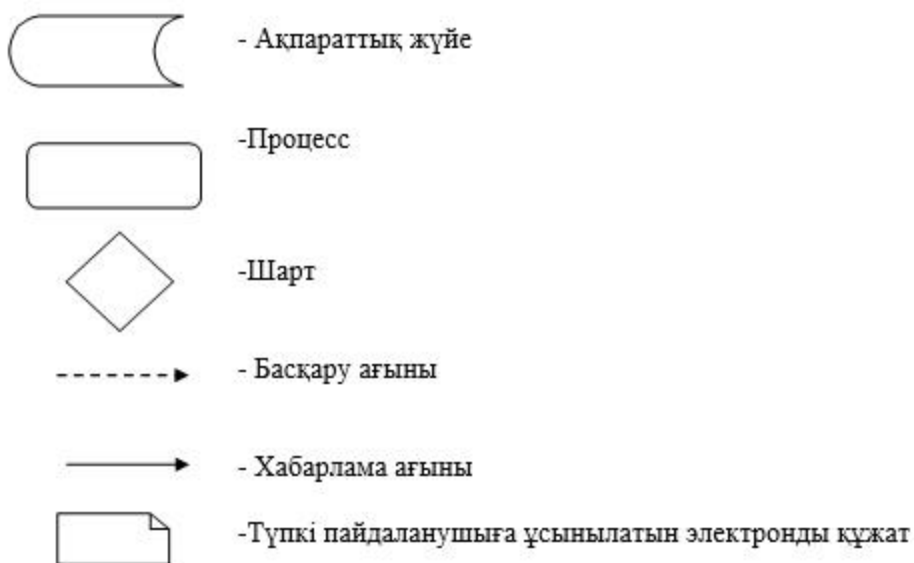 - Ақпараттық жүйе
-Процесс
-Шарт
- Басқару ағыны
- Хабарлама ағыны
-Түпкі пайдаланушыға ұсынылатын электронды құжат